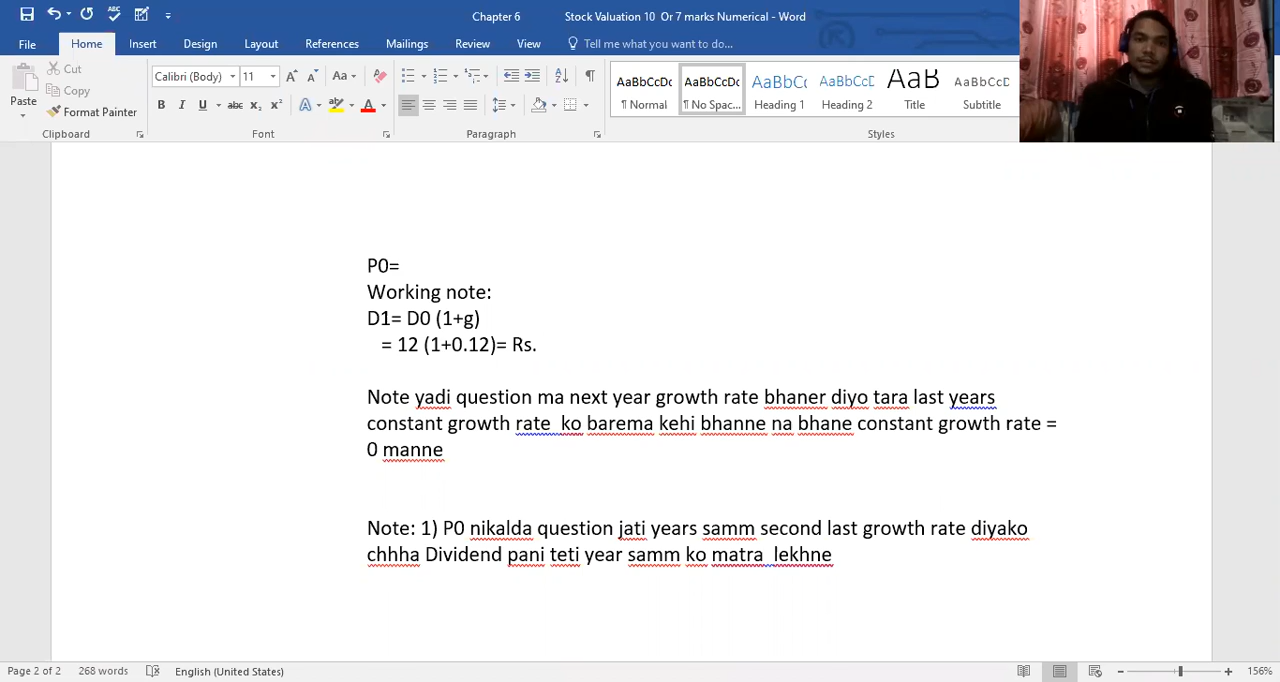 Chapter 6 Stock Valuation 10 Or 7 marks Numerical - Word
File Home Insert Design Layout References Mailings Review View Tell me what you want to do...
Cut
Copy
Paste Format Painter
Calibri (Body) 11
Clipboard Font Paragraph Styles
AaBbCcDc AaBbCcDc AaBbC AaBbCcE AaB AaBbCcD
¶ Normal ¶ No Spac... Heading 1 Heading 2 Title Subtitle
P0=
Working note:
D1= D0 (1+g)
= 12 (1+0.12)= Rs.
Note yadi question ma next year growth rate bhaner diyo tara last years
constant growth rate ko barema kehi bhanne na bhane constant growth rate =
0 manne
Note: 1) P0 nikalda question jati years samm second last growth rate diyako
chhha Dividend pani teti year samm ko matra lekhne
Page 2 of 2 268 words English (United States) 156%